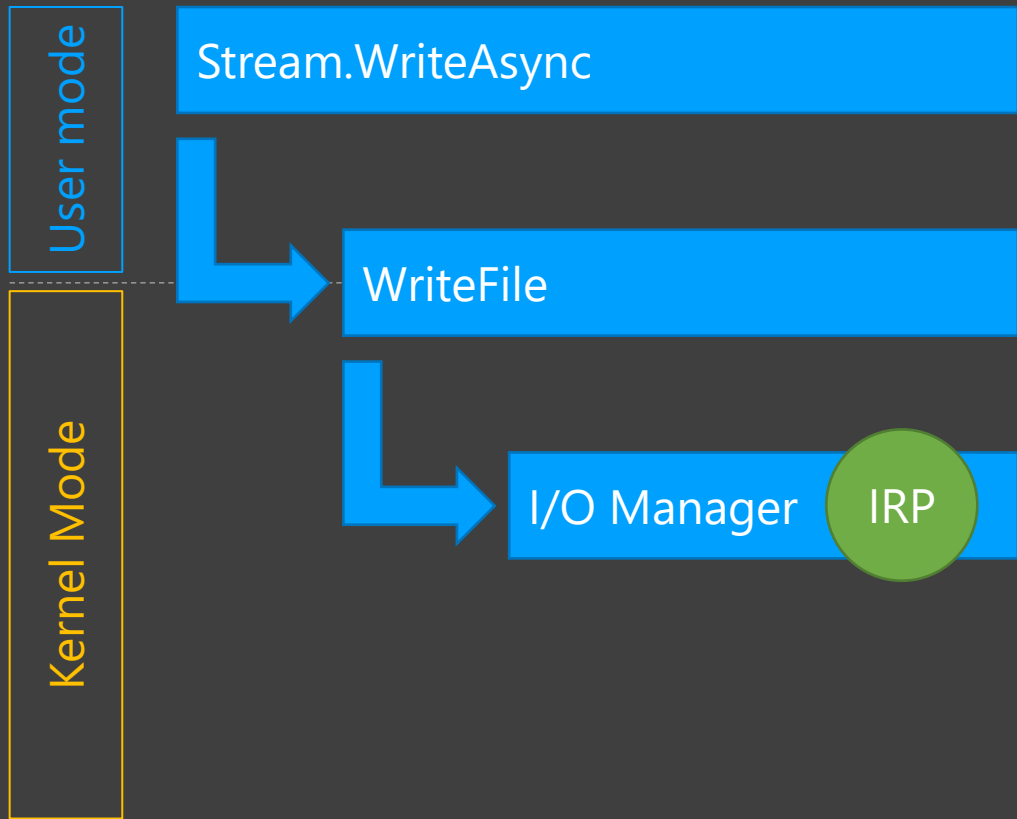 User mode
Stream.WriteAsync
WriteFile
Kernel Mode
I/O Manager
IRP